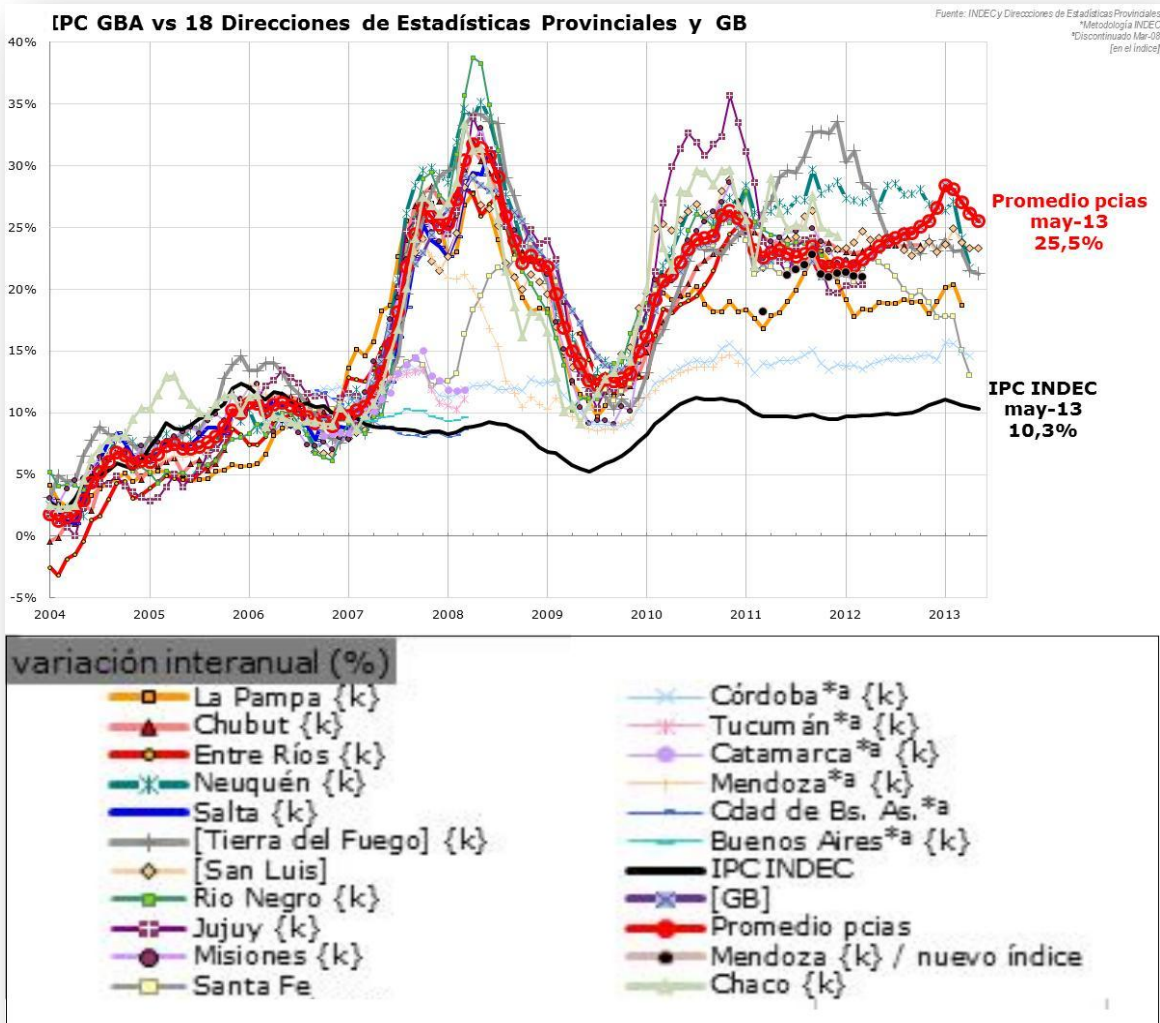 IPC GBA vs 18 Direcciones de Estadísticas Provinciales y GB
Fuente: INDEC y Direcciones de Estadísticas Provinciales
*Metodología INDEC
ªDiscontinuado Mar-08
[en el índice]
40%
35%
30%
25%
20%
15%
10%
5%
0%
-5%
2004 2005 2006 2007 2008 2009 2010 2011 2012 2013
Promedio pcias
may-13
25,5%
IPC INDEC
may-13
10,3%
variación interanual (%)
La Pampa {k}
Chubut {k}
Entre Ríos {k}
Neuquén {k}
Salta {k}
[Tierra del Fuego] {k}
[San Luis]
Rio Negro {k}
Jujuy {k}
Misiones {k}
Santa Fe
Córdoba*ª {k}
Tucumán*ª {k}
Catamarca*ª {k}
Mendoza*ª {k}
Cdad de Bs. As.*ª
Buenos Aires*ª {k}
IPC INDEC
[GB]
Promedio pcias
Mendoza {k} / nuevo índice
Chaco {k}